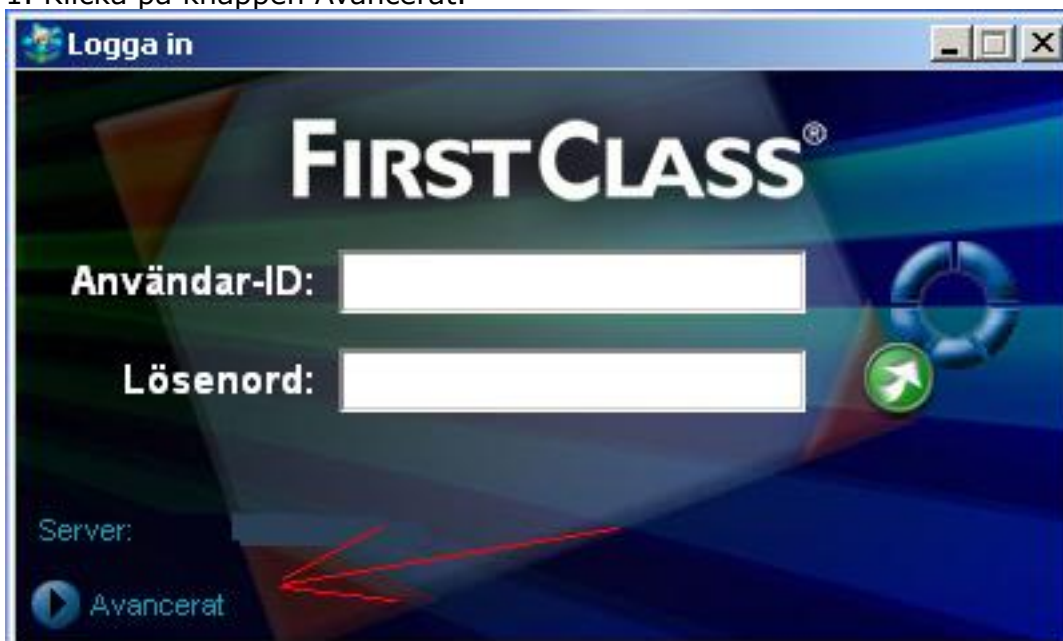 1. Klicka på knappen Avancerat.
Logga in
FIRSTCLASS®
Användar-ID:
Lösenord:
Server:
Avancerat